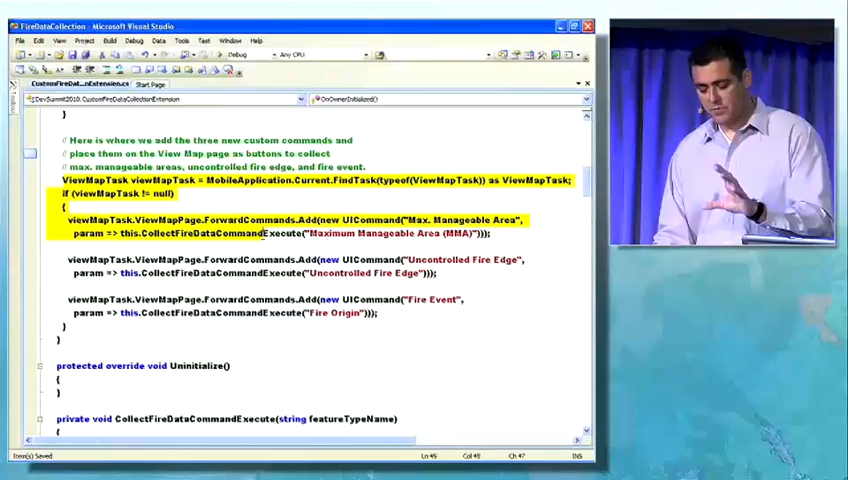 FireDataCollection - Microsoft Visual Studio
File Edit View Project Build Debug Data Tools Test Window Help
Debug Any CPU
CustomFireDat...nExtension.cs Start Page
Toolbox
DevSummit2010.CustomFireDataCollectionExtension OnOwnerInitialized()
}
// Here is where we add the three new custom commands and
// place them on the View Map page as buttons to collect
// max. manageable areas, uncontrolled fire edge, and fire event.
ViewMapTask viewMapTask = MobileApplication.Current.FindTask(typeof(ViewMapTask)) as ViewMapTask;
if (viewMapTask != null)
{
viewMapTask.ViewMapPage.ForwardCommands.Add(new UICommand("Max. Manageable Area",
param => this.CollectFireDataCommandExecute("Maximum Manageable Area (MMA)")));
viewMapTask.ViewMapPage.ForwardCommands.Add(new UICommand("Uncontrolled Fire Edge",
param => this.CollectFireDataCommandExecute("Uncontrolled Fire Edge")));
viewMapTask.ViewMapPage.ForwardCommands.Add(new UICommand("Fire Event",
param => this.CollectFireDataCommandExecute("Fire Origin")));
}
}
protected override void Uninitialize()
{
}
private void CollectFireDataCommandExecute(string featureTypeName)
{
Item(s) Saved Ln 49 Col 48 Ch 47 INS